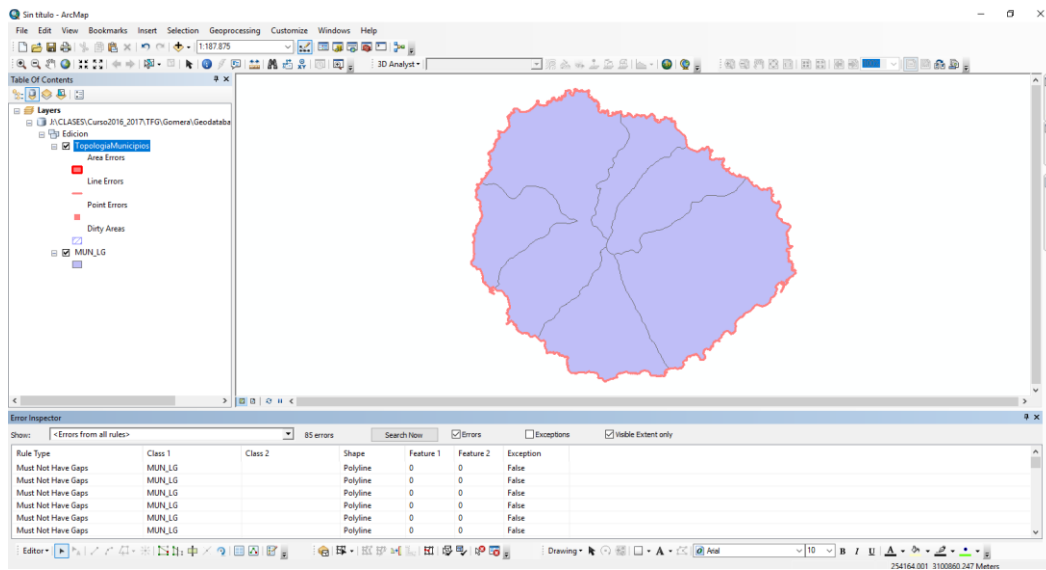 Sin título - ArcMap
File Edit View Bookmarks Insert Selection Geoprocessing Customize Windows Help
1:187.875
3D Analyst
Table Of Contents
Layers
J:\CLASES\Curso2016_2017\TFG\Gomera\Geodataba
Edicion
TopologiaMunicipios
Area Errors
Line Errors
Point Errors
Dirty Areas
MUN_LG
Error Inspector
Show: <Errors from all rules> 85 errors Search Now Errors Exceptions Visible Extent only
Rule Type Class 1 Class 2 Shape Feature 1 Feature 2 Exception
Must Not Have Gaps MUN_LG Polyline 0 0 False
Must Not Have Gaps MUN_LG Polyline 0 0 False
Must Not Have Gaps MUN_LG Polyline 0 0 False
Must Not Have Gaps MUN_LG Polyline 0 0 False
Must Not Have Gaps MUN_LG Polyline 0 0 False
Must Not Have Gaps MUN_LG Polyline 0 0 False
Editor Drawing A Arial 10 B I U A
254164,001 3100860,247 Meters